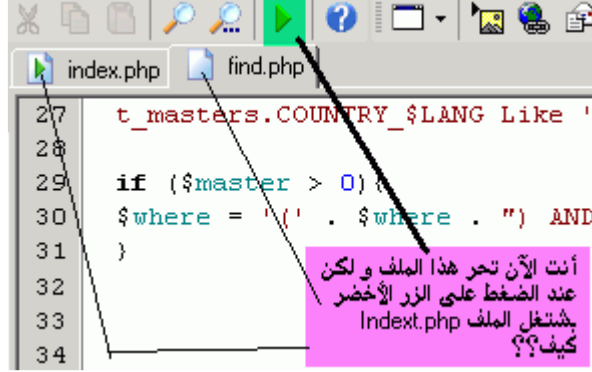 index.php
find.php
27 t_masters.COUNTRY_$LANG Like '
28
29 if ($master > 0){
30 $where = '(' . $where . ") AND
31 }
32
33
34
أنت الآن تحر هذا الملف و لكن
عند الضغط على الزر الأخضر
يشتغل الملف Indext.php
كيف؟؟